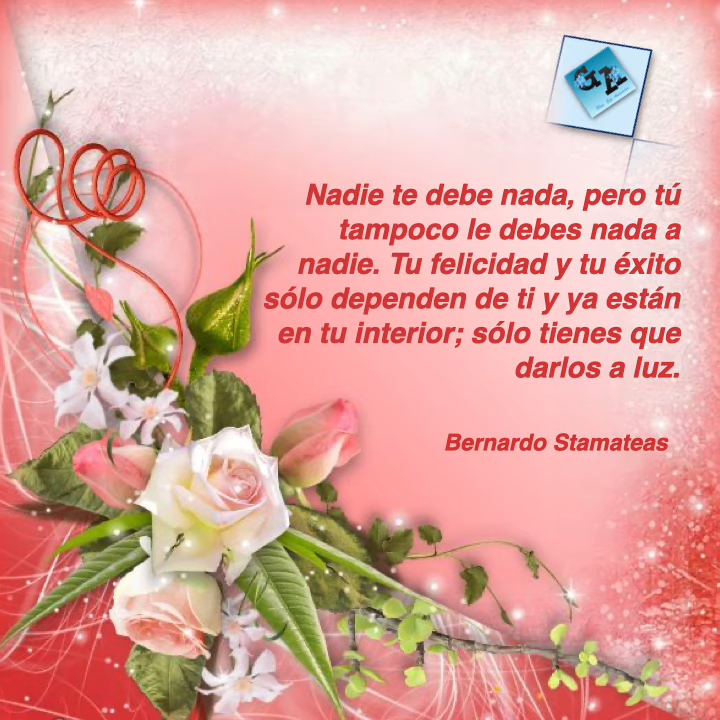 GA
Nadie te debe nada, pero tú
tampoco le debes nada a
nadie. Tu felicidad y tu éxito
sólo dependen de ti y ya están
en tu interior; sólo tienes que
darlos a luz.
Bernardo Stamateas